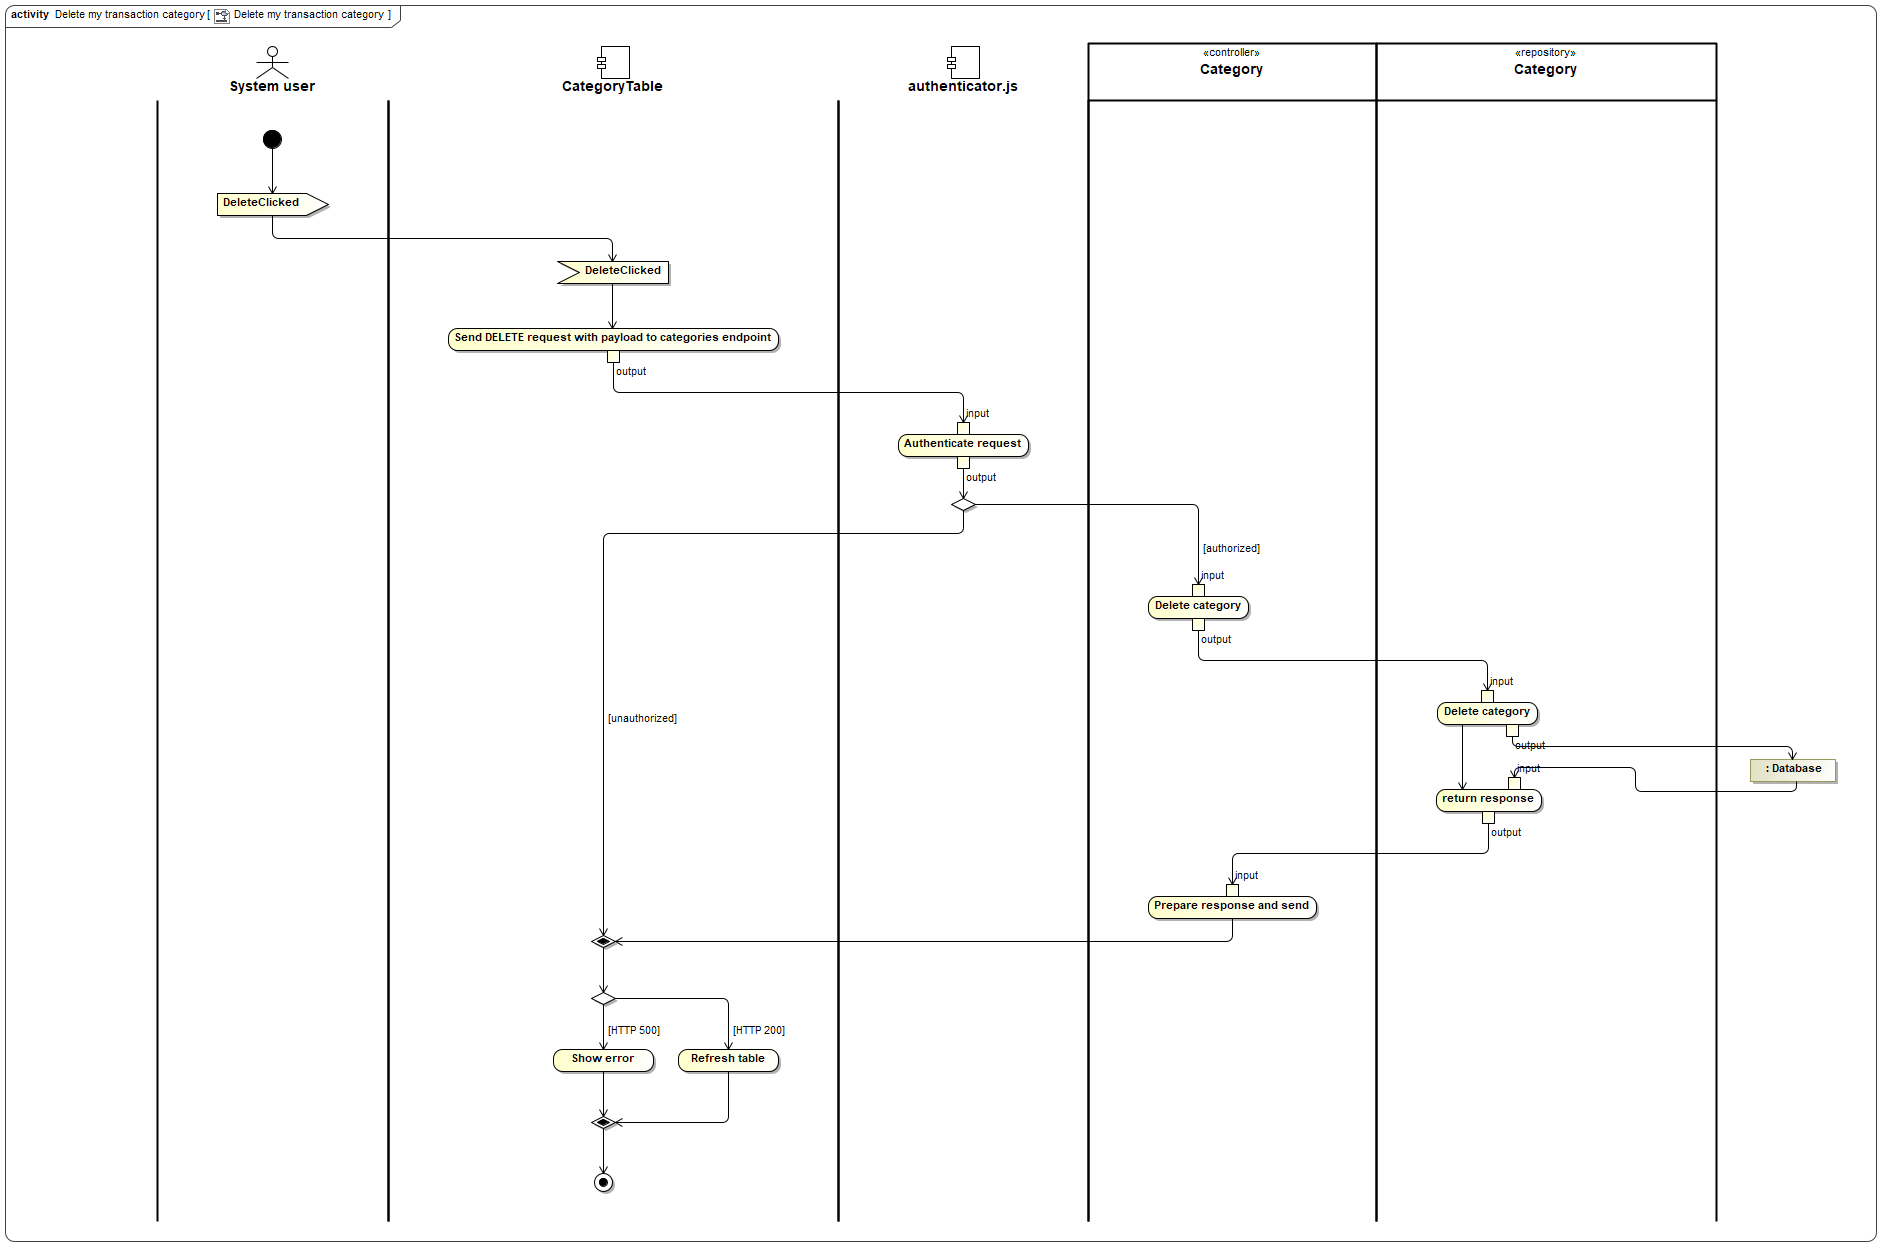 activity Delete my transaction category [ Delete my transaction category ]
System user
CategoryTable
authenticator.js
«controller»
Category
«repository»
Category
DeleteClicked
DeleteClicked
Send DELETE request with payload to categories endpoint
output
input
Authenticate request
output
[authorized]
input
Delete category
output
input
[unauthorized]
Delete category
output
input
: Database
return response
output
input
Prepare response and send
[HTTP 500]
[HTTP 200]
Show error
Refresh table